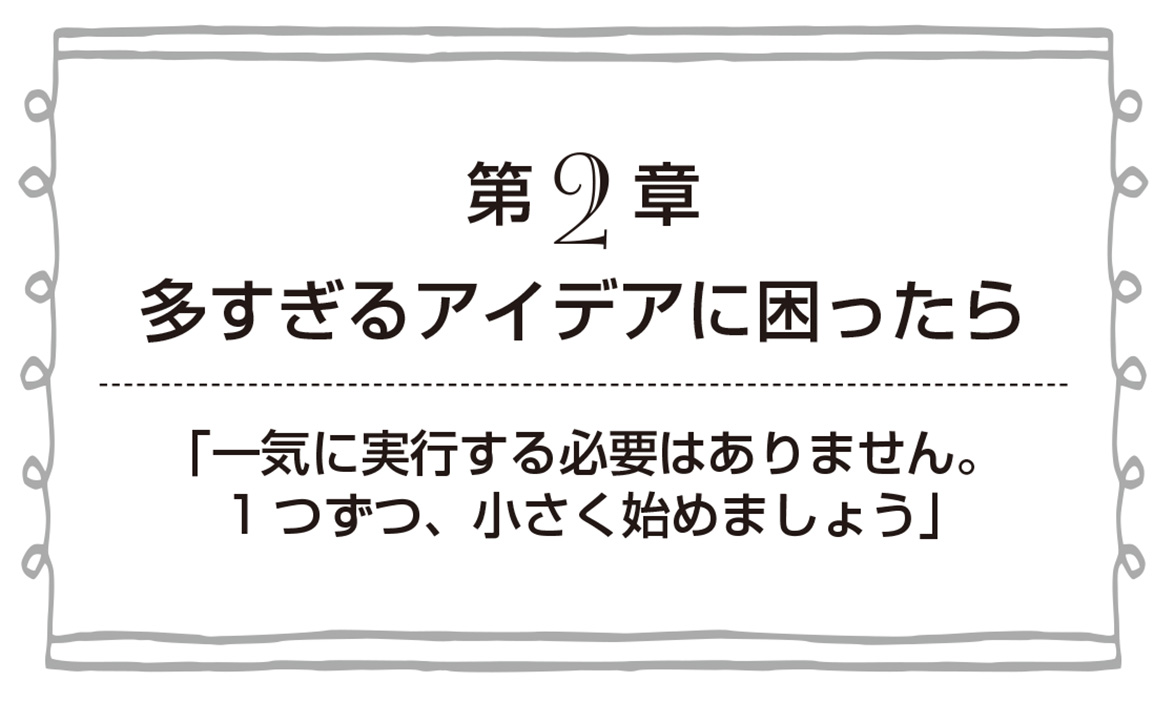 第2章
多すぎるアイデアに困ったら
「一気に実行する必要はありません。
1つずつ、小さく始めましょう」